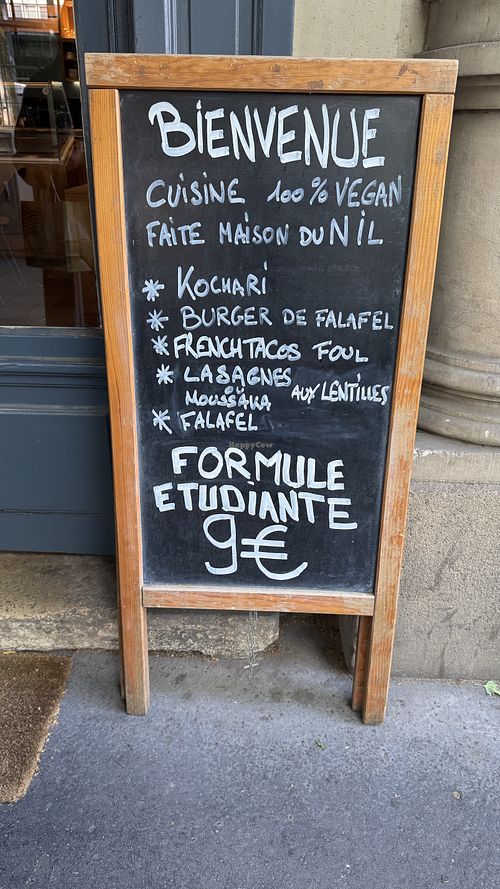 BIENVENUE
CUISINE 100% VEGAN
FAITE MAISON DU NIL
* KOCHARI
* BURGER DE FALAFEL
* FRENCH TACOS FOUL
* LASAGNES
ou
MOUSSAKA AUX LENTILLES
* FALAFEL
HappyCow
FORMULE
ETUDIANTE
9€